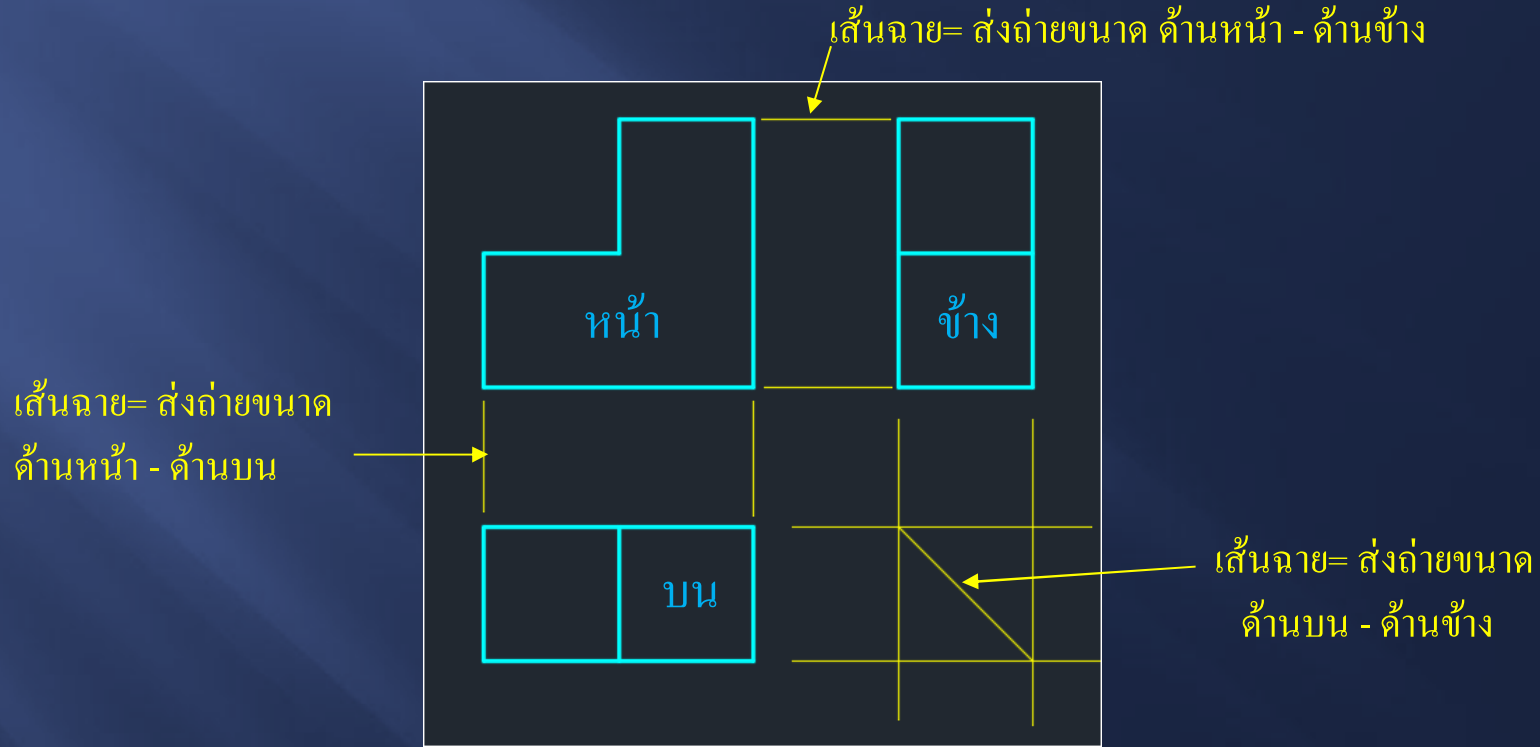 เส้นฉาย= ส่งถ่ายขนาด ด้านหน้า - ด้านข้าง
หน้า
ข้าง
เส้นฉาย= ส่งถ่ายขนาด
ด้านหน้า - ด้านบน
บน
เส้นฉาย= ส่งถ่ายขนาด
ด้านบน - ด้านข้าง